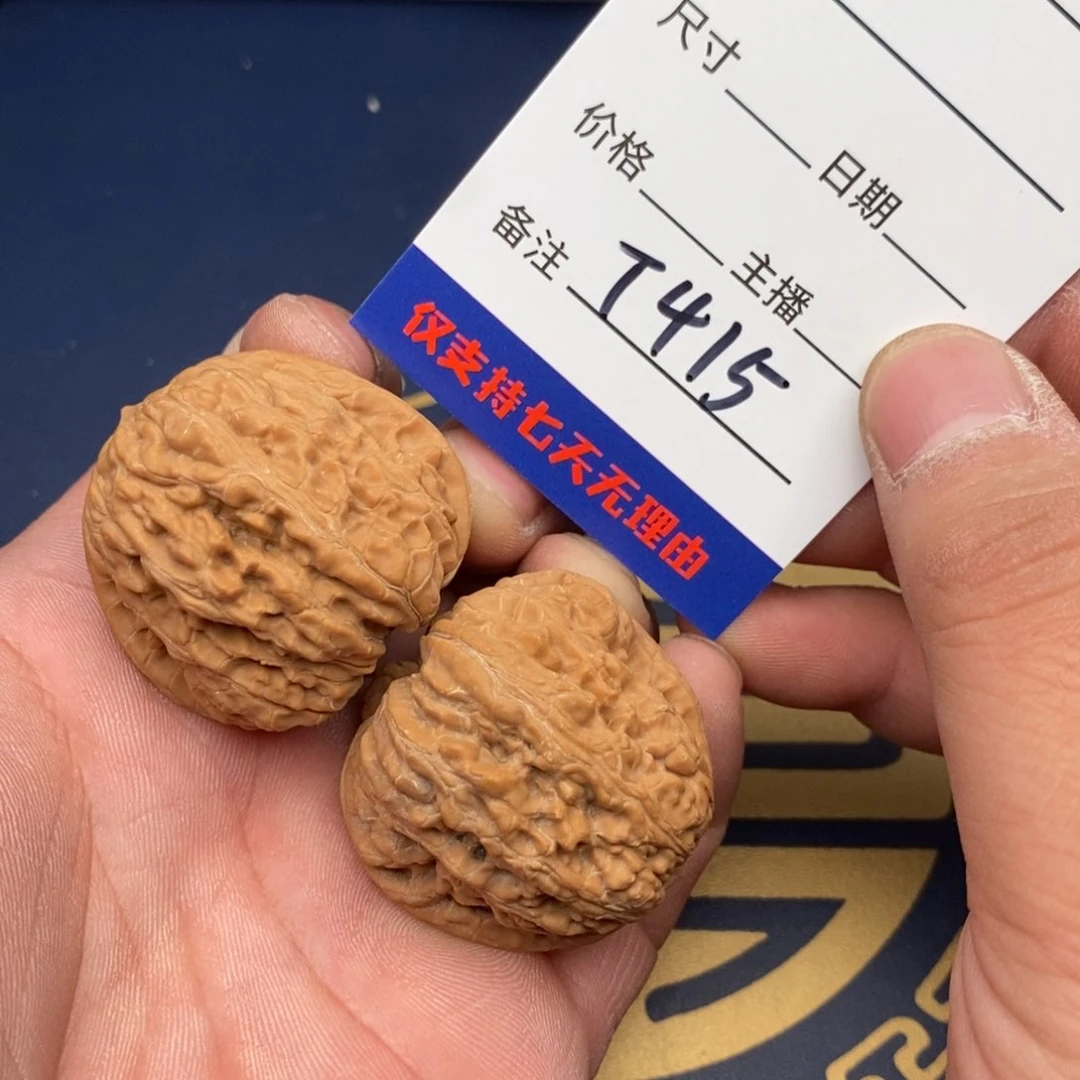 尺寸 日期
价格 主播
备注 T415
仅支持七天无理由